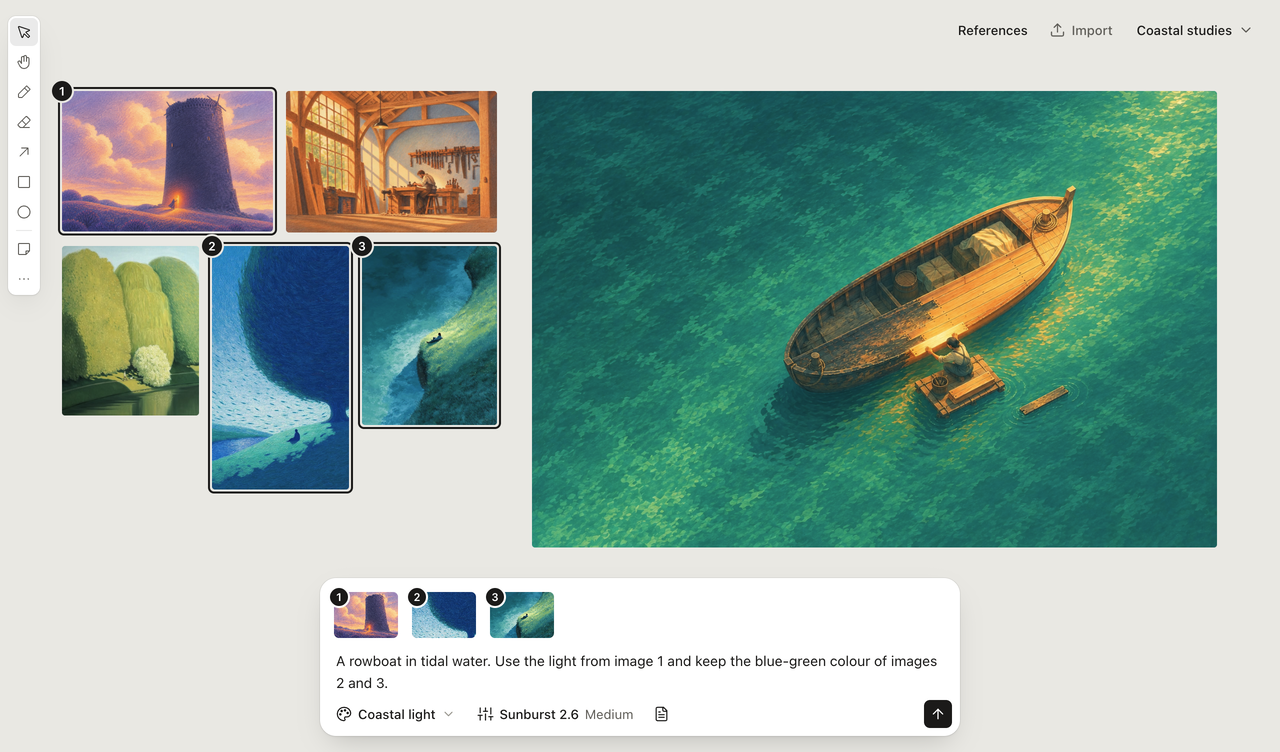 References
Import
Coastal studies
1
2
3
1
2
3
A rowboat in tidal water. Use the light from image 1 and keep the blue-green colour of images
2 and 3.
Coastal light
Sunburst 2.6 Medium